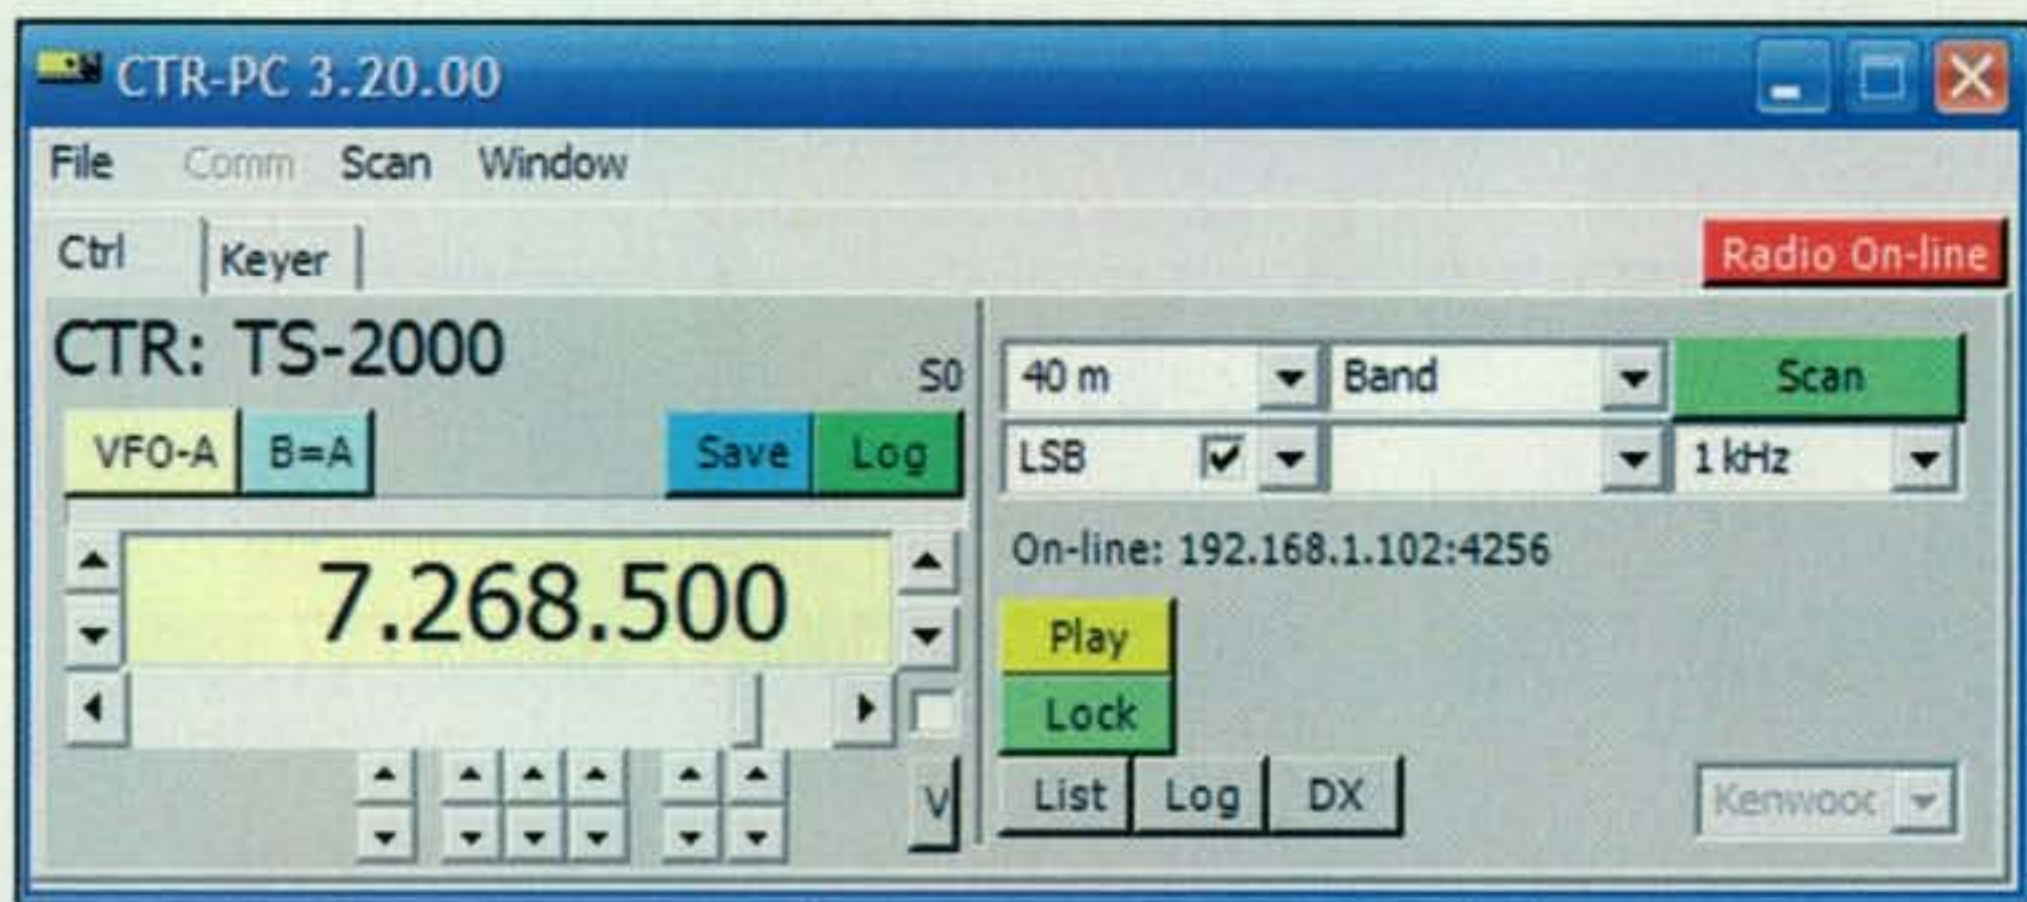 CTR-PC 3.20.00
File Comm Scan Window
Ctrl Keyer Radio On-line
CTR: TS-2000 S0
40 m Band Scan
VFO-A B=A Save Log
LSB 1 kHz
On-line: 192.168.1.102:4256
7.268.500
Play
Lock
V List Log DX Kenwooc